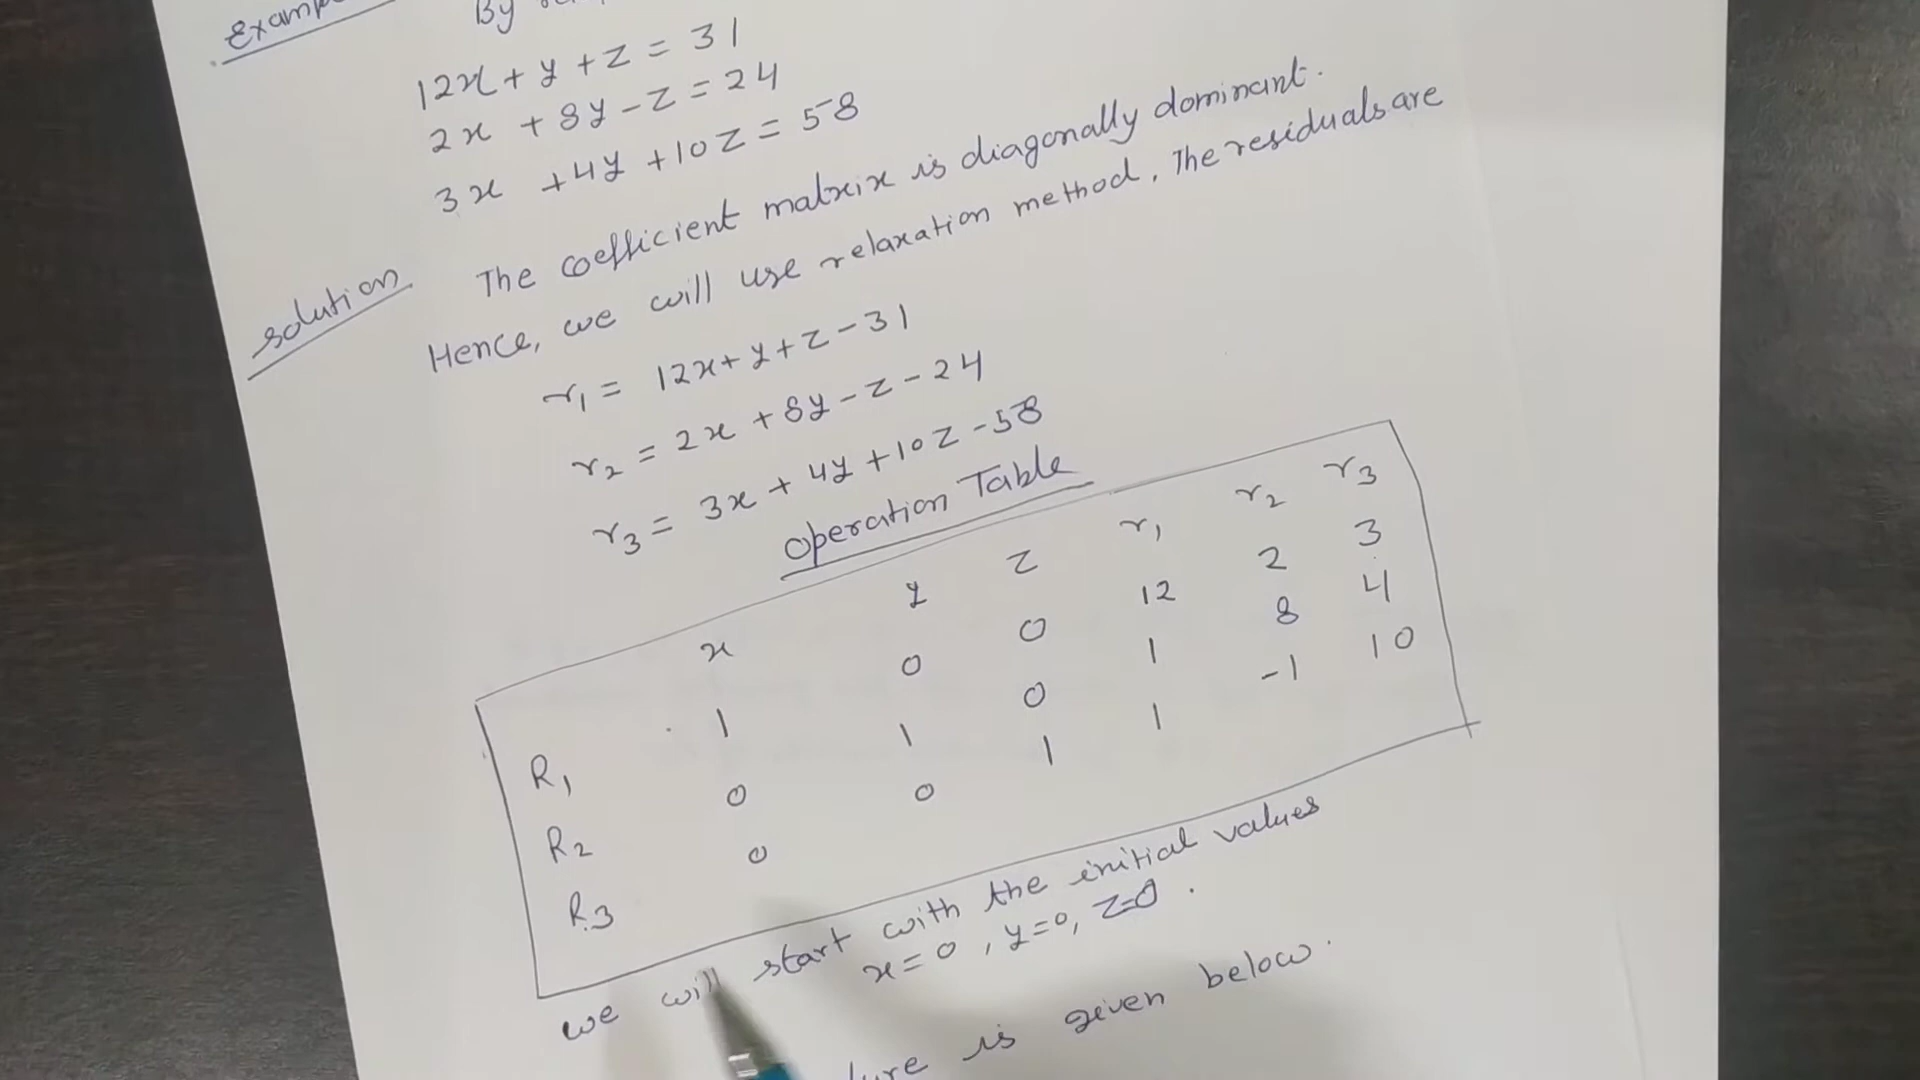 By
12x + y + z = 31
2x + 8y - z = 24
3x + 4y + 10z = 58
solution The coefficient matrix is diagonally dominant.
Hence, we will use relaxation method. The residuals are
r₁ = 12x + y + z - 31
r₂ = 2x + 8y - z - 24
r₃ = 3x + 4y + 10z - 58
operation Table
x y z r₁ r₂ r₃
R₁ 1 0 0 12 2 3
R₂ 0 1 0 1 8 4
R₃ 0 0 1 1 -1 10
we will start with the initial values
x = 0, y = 0, z = 0.
is given below.